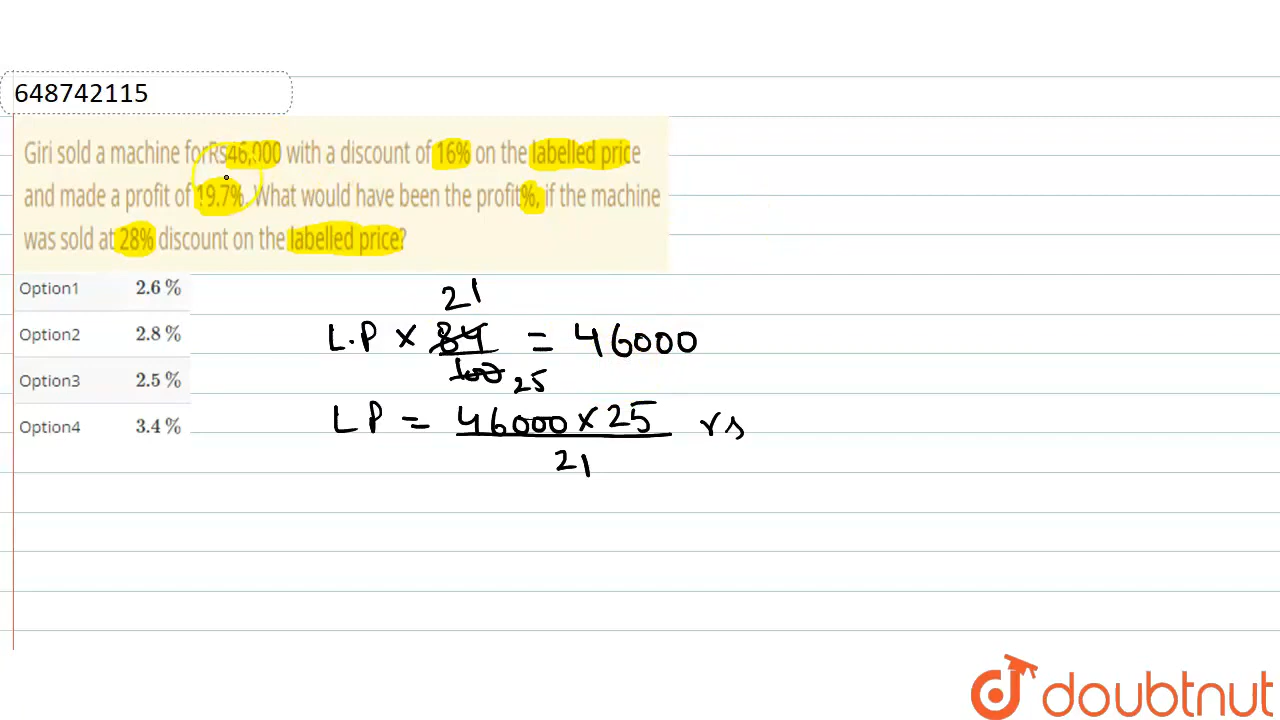 648742115
Giri sold a machine forRs46,000 with a discount of 16% on the labelled price
and made a profit of 19.7%. What would have been the profit%, if the machine
was sold at 28% discount on the labelled price?
Option1 2.6 %
Option2 2.8 %
Option3 2.5 %
Option4 3.4 %
21
L.P × 84 = 46000
100 25
LP = 46000 × 25 rs
21
doubtnut